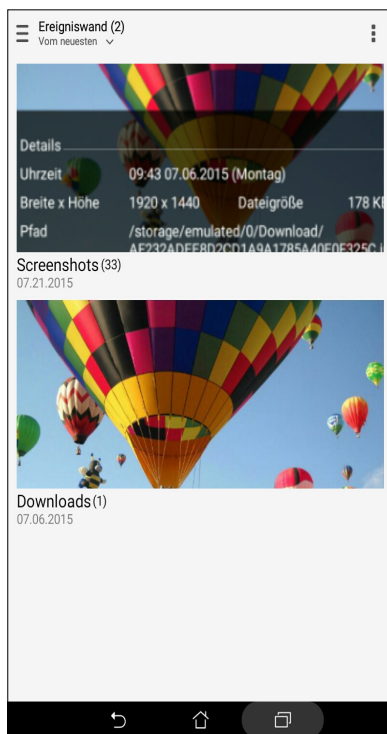 Ereigniswand (2)
Vom neuesten
Details
Uhrzeit 09:43 07.06.2015 (Montag)
Breite x Höhe 1920 x 1440 Dateigröße 178 KB
Pfad /storage/emulated/0/Download/
Screenshots (33)
07.21.2015
Downloads (1)
07.06.2015